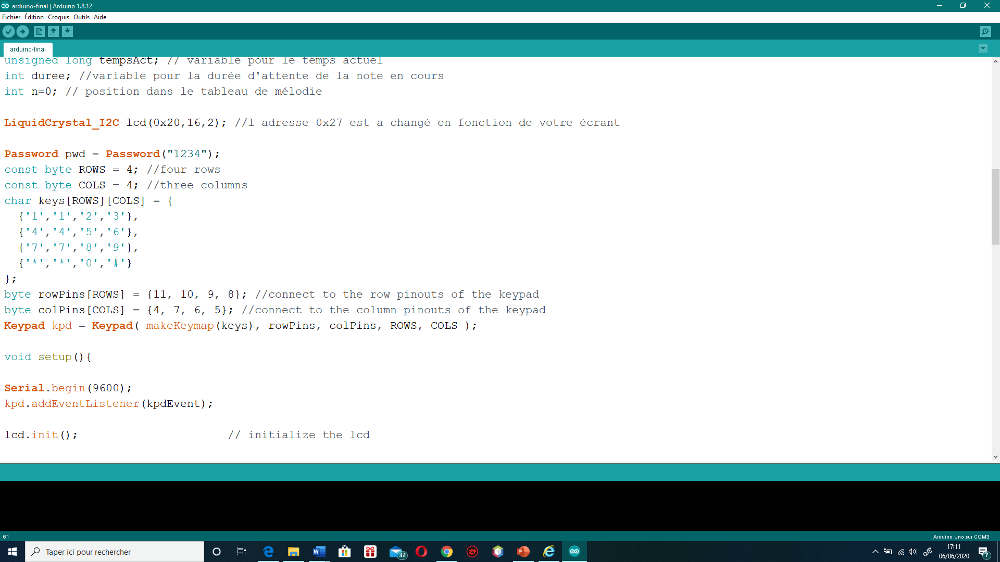 arduino-final | Arduino 1.8.12
Fichier Édition Croquis Outils Aide
arduino-final
unsigned long tempsAct; // variable pour le temps actuel
int duree; //variable pour la durée d'attente de la note en cours
int n=0; // position dans le tableau de mélodie
LiquidCrystal_I2C lcd(0x20,16,2); //l adresse 0x27 est a changé en fonction de votre écrant
Password pwd = Password("1234");
const byte ROWS = 4; //four rows
const byte COLS = 4; //three columns
char keys[ROWS][COLS] = {
{'1','1','2','3'},
{'4','4','5','6'},
{'7','7','8','9'},
{'*','*','0','#'}
};
byte rowPins[ROWS] = {11, 10, 9, 8}; //connect to the row pinouts of the keypad
byte colPins[COLS] = {4, 7, 6, 5}; //connect to the column pinouts of the keypad
Keypad kpd = Keypad( makeKeymap(keys), rowPins, colPins, ROWS, COLS );
void setup(){
Serial.begin(9600);
kpd.addEventListener(kpdEvent);
lcd.init(); // initialize the lcd
61
Arduino Uno sur COM3
Taper ici pour rechercher
32
17:11
06/06/2020
7